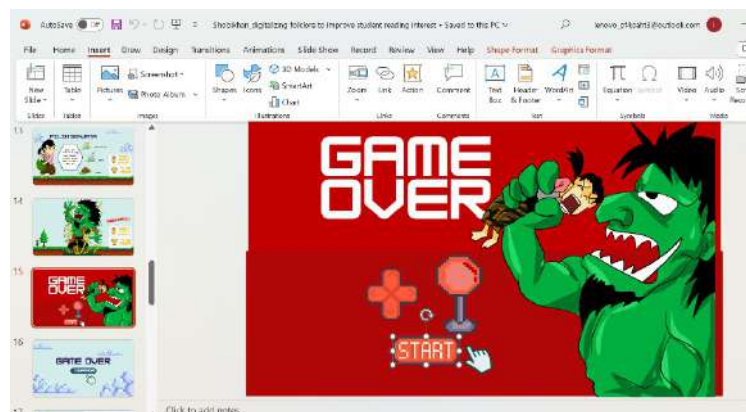 AutoSave Off Shobikhan_digitalizing folklors to improve student reading interest • Saved to this PC
File Home Insert Draw Design Transitions Animations Slide Show Record Review View Help Shape Format Graphics Format
New Slide
Table
Pictures
Screenshot
Photo Album
Shapes
Icons
3D Models
SmartArt
Chart
Zoom
Link
Action
Comment
Text Box
Header & Footer
WordArt
Equation
Symbol
Video
Audio
Slides Tables Images Illustrations Links Comments Text Symbols Media
13
14
15
GAME OVER
START
16
GAME OVER
GAME
OVER
START
Click to add notes